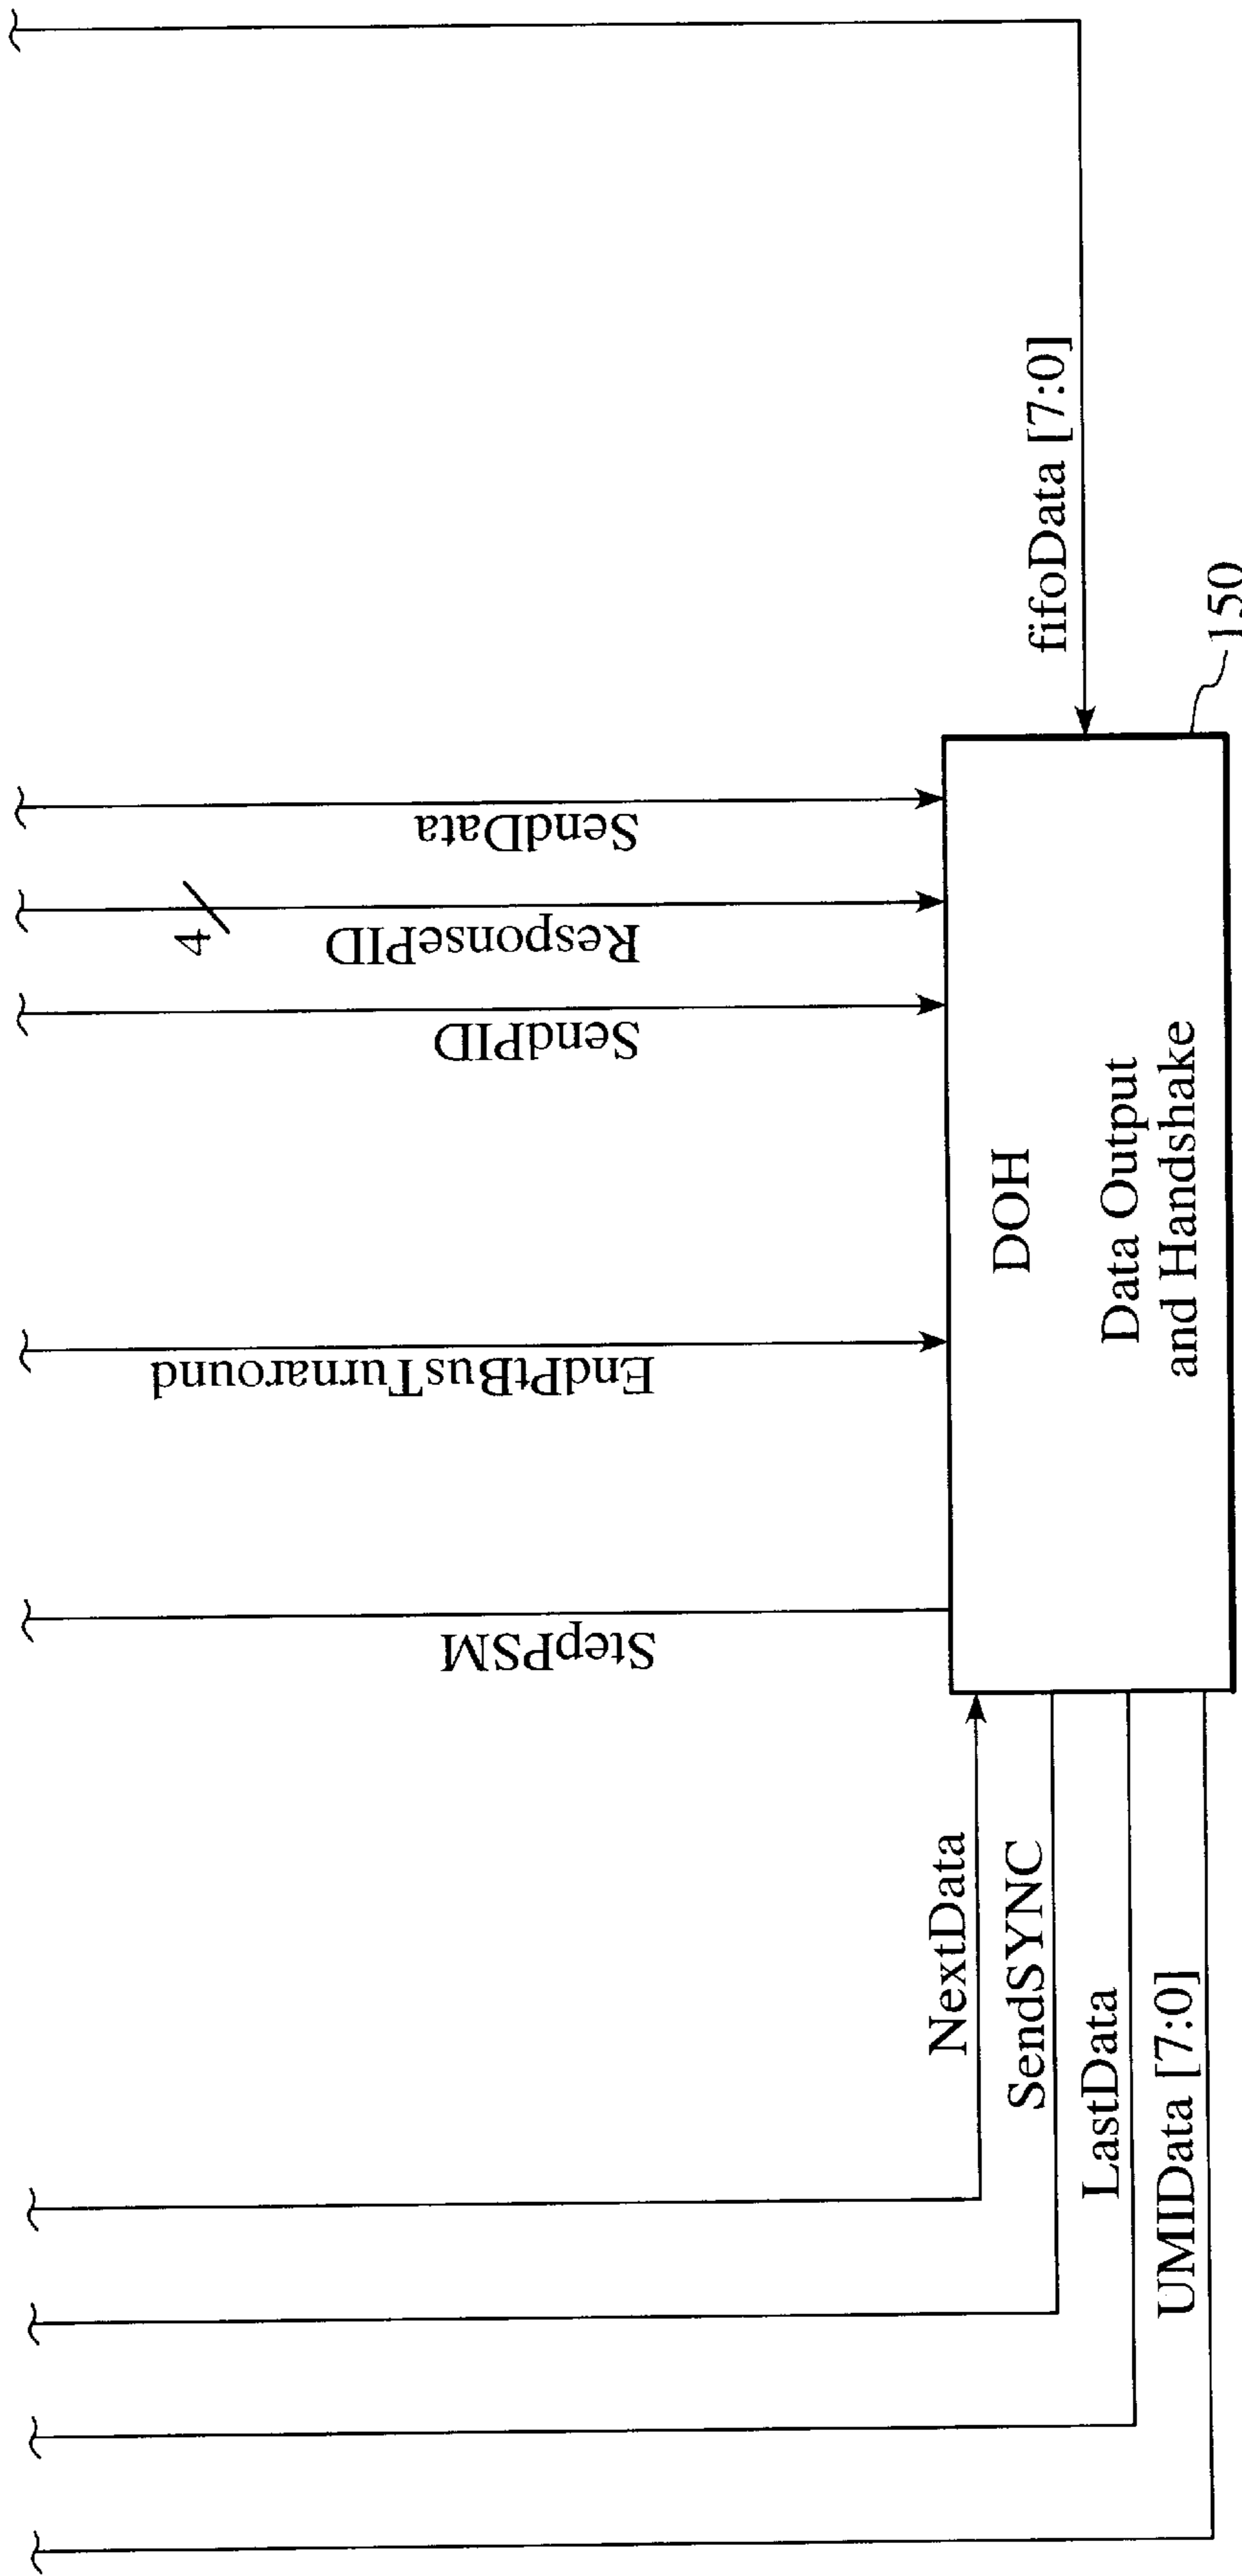 StepPSM
EndPtBusTurnaround
SendPID
4
ResponsePID
SendData
NextData
SendSYNC
LastData
UMIData [7:0]
DOH
Data Output
and Handshake
fifoData [7:0]
150